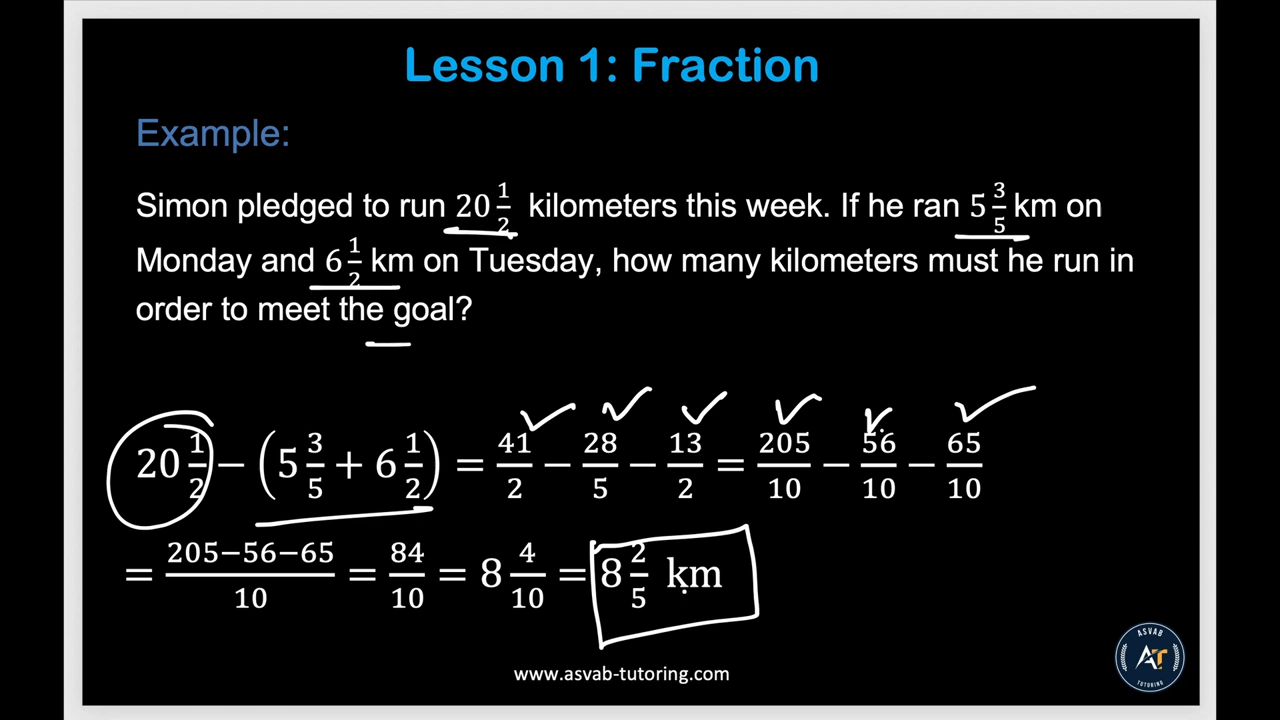 Lesson 1: Fraction
Example:
Simon pledged to run 20 1/2 kilometers this week. If he ran 5 3/5 km on
Monday and 6 1/2 km on Tuesday, how many kilometers must he run in
order to meet the goal?
20 1/2 − (5 3/5 + 6 1/2) = 41/2 − 28/5 − 13/2 = 205/10 − 56/10 − 65/10
= 205−56−65/10 = 84/10 = 8 4/10 = 8 2/5 km
www.asvab-tutoring.com
ASVAB
AT
TUTORING